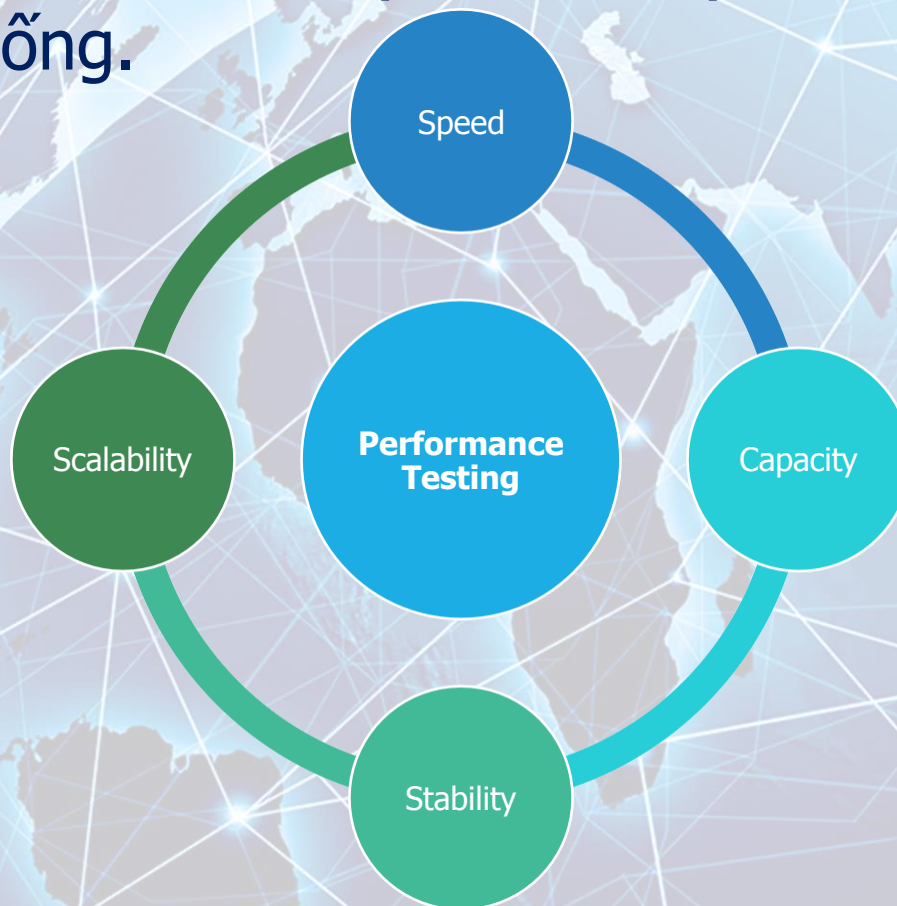 ống.
Speed
Scalability
Performance
Testing
Capacity
Stability